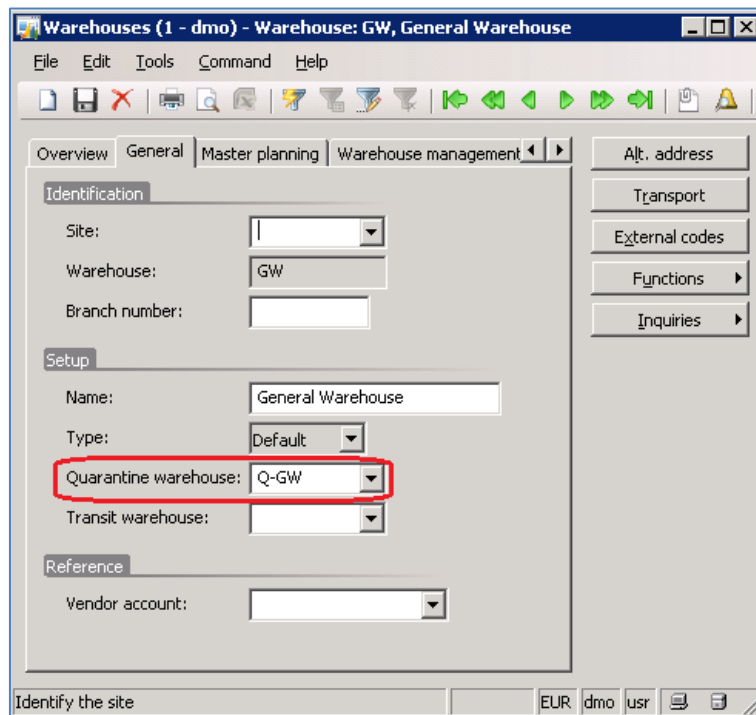 Warehouses (1 - dmo) - Warehouse: GW, General Warehouse
File Edit Tools Command Help
Overview General Master planning Warehouse management
Alt. address
Identification
Transport
Site:
External codes
Warehouse: GW
Functions
Branch number:
Inquiries
Setup
Name: General Warehouse
Type: Default
Quarantine warehouse: Q-GW
Transit warehouse:
Reference
Vendor account:
Identify the site EUR dmo usr